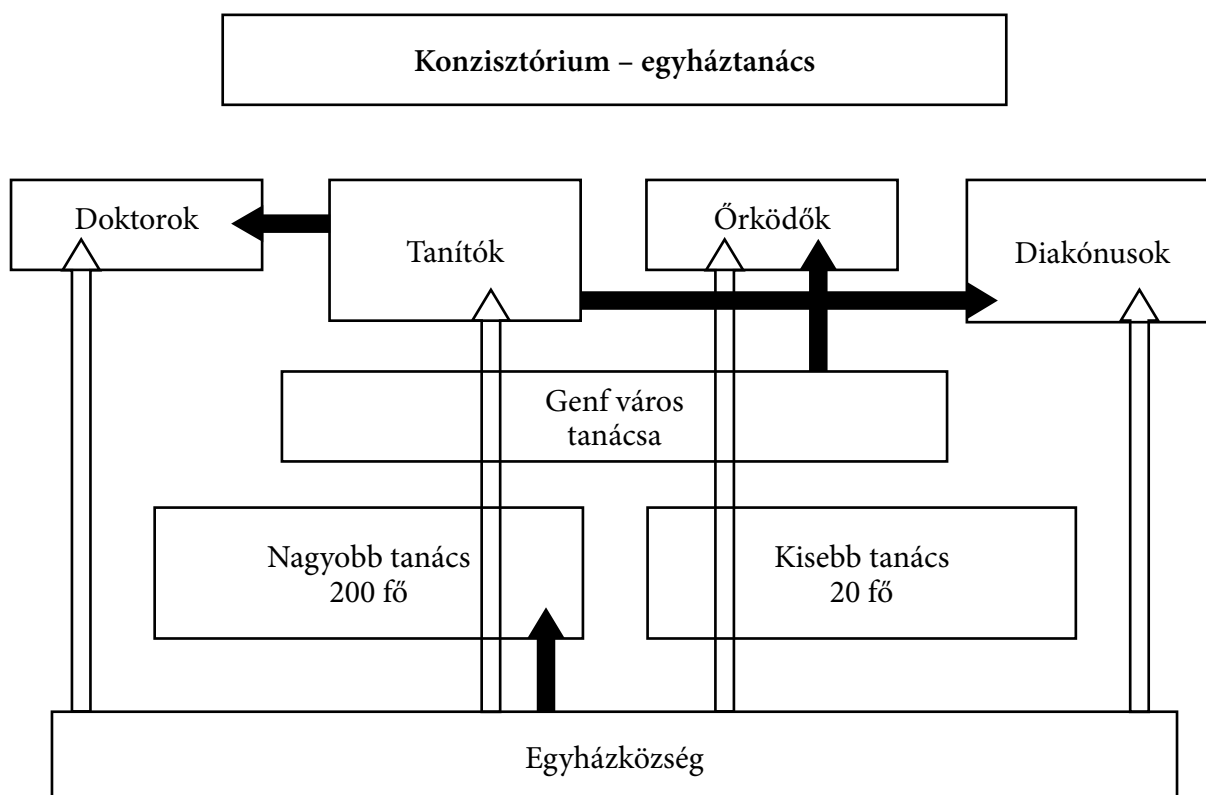 Konzisztórium – egyháztanács
Doktorok
Tanítók
Őrködők
Diakónusok
Genf város
tanácsa
Nagyobb tanács
200 fő
Kisebb tanács
20 fő
Egyházközség